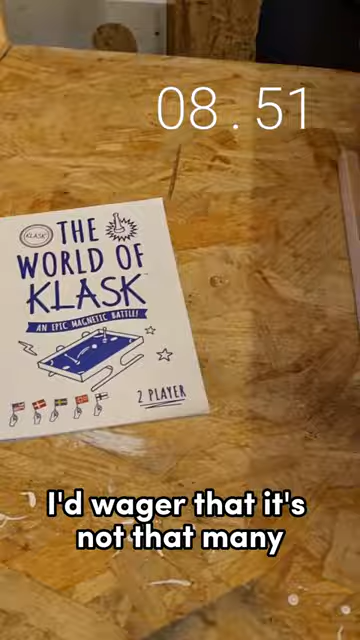 08.51
KLASK
THE
WORLD OF
KLASK
AN EPIC MAGNETIC BATTLE!
2 PLAYER
I'd wager that it's
not that many